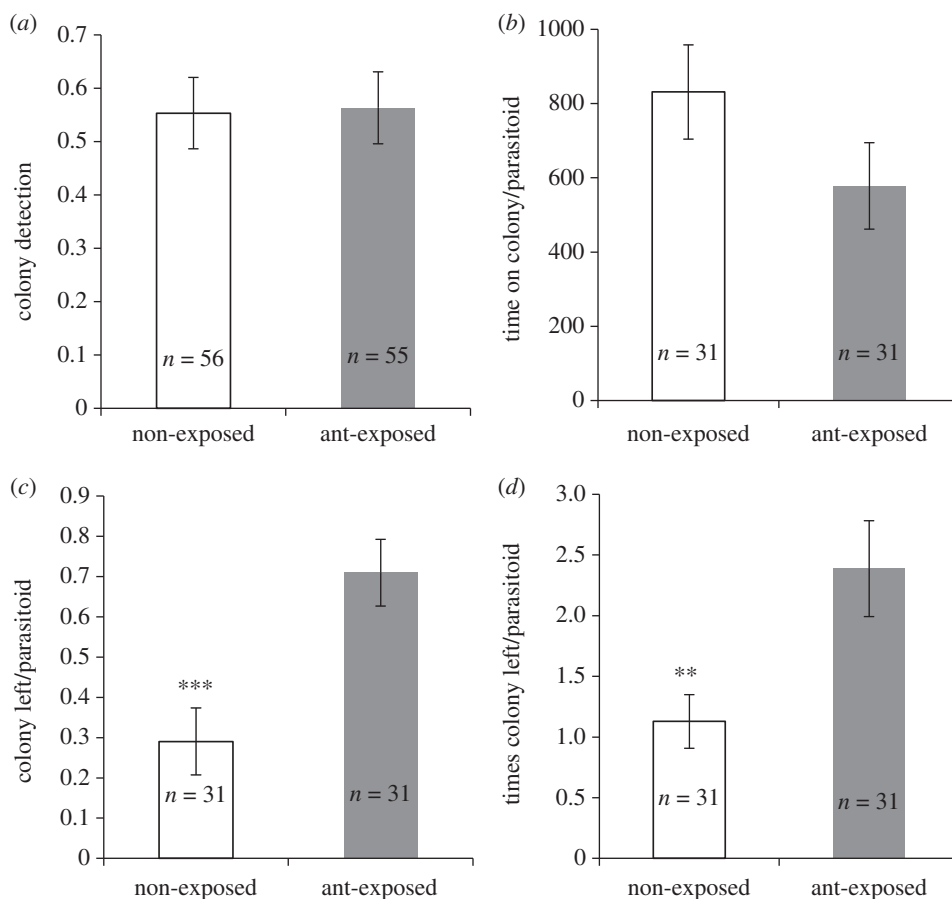 (a)
0.7
0.6
0.5
0.4
0.3
0.2
0.1
0
colony detection
n = 56
n = 55
non-exposed
ant-exposed
(b)
1000
800
600
400
200
0
time on colony/parasitoid
n = 31
n = 31
non-exposed
ant-exposed
(c)
0.9
0.8
0.7
0.6
0.5
0.4
0.3
0.2
0.1
0
colony left/parasitoid
***
n = 31
n = 31
non-exposed
ant-exposed
(d)
3.0
2.5
2.0
1.5
1.0
0.5
0
times colony left/parasitoid
**
n = 31
n = 31
non-exposed
ant-exposed